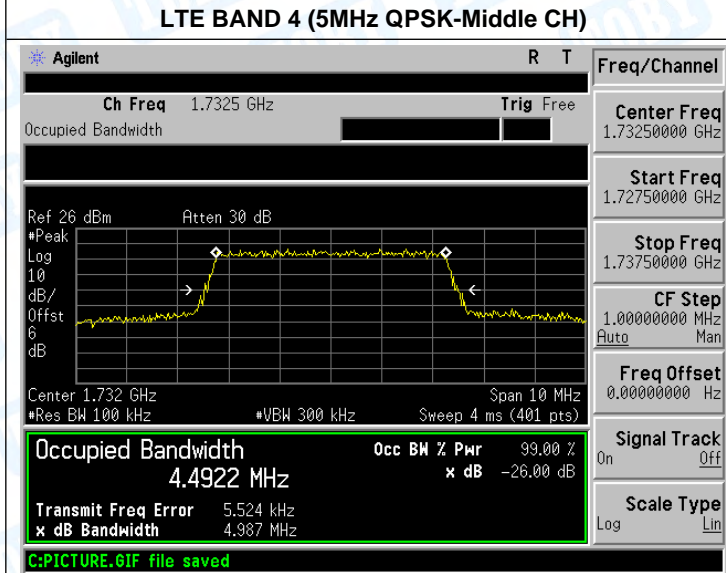 LTE BAND 4 (5MHz QPSK-Middle CH)
Agilent R T
Freq/Channel
Ch Freq 1.7325 GHz Trig Free
Occupied Bandwidth
Center Freq
1.73250000 GHz
Start Freq
1.72750000 GHz
Stop Freq
1.73750000 GHz
CF Step
1.00000000 MHz
Auto Man
Freq Offset
0.00000000 Hz
Signal Track
On Off
Scale Type
Log Lin
Ref 26 dBm Atten 30 dB
#Peak
Log
10
dB/
Offst
6
dB
Center 1.732 GHz Span 10 MHz
#Res BW 100 kHz #VBW 300 kHz Sweep 4 ms (401 pts)
Occupied Bandwidth Occ BW % Pwr 99.00 %
4.4922 MHz x dB -26.00 dB
Transmit Freq Error 5.524 kHz
x dB Bandwidth 4.987 MHz
C:PICTURE.GIF file saved